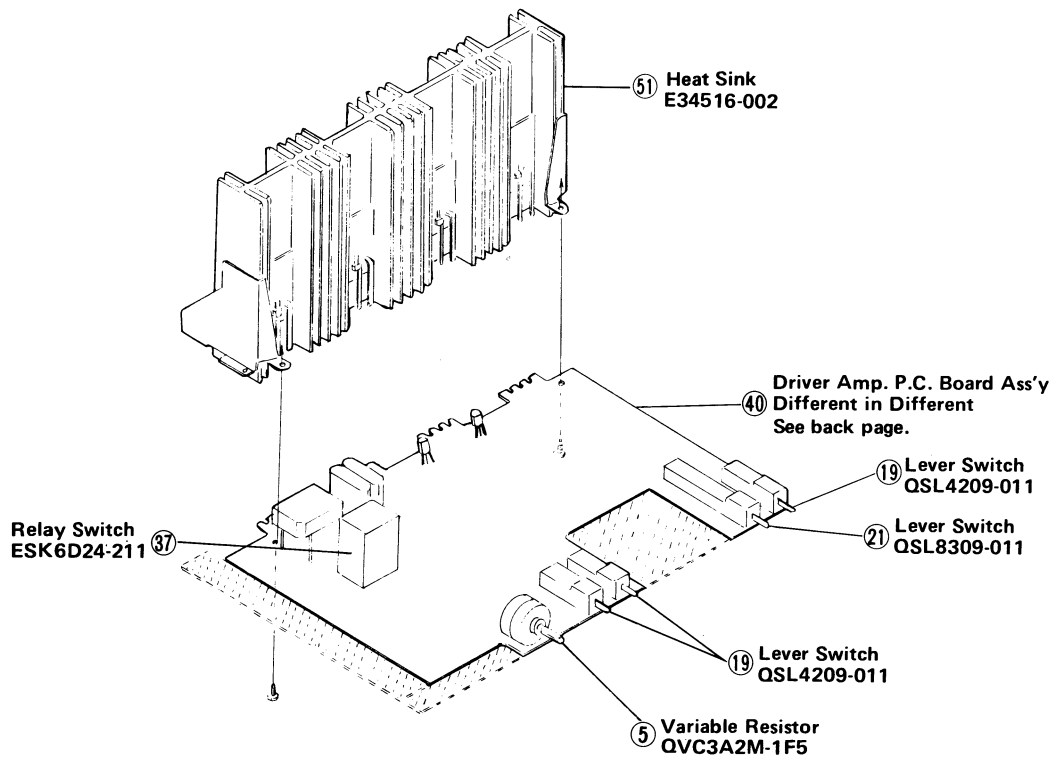 51 Heat Sink
E34516-002
Driver Amp. P.C. Board Ass'y
40 Different in Different
See back page.
19 Lever Switch
QSL4209-011
21 Lever Switch
QSL8309-011
Relay Switch
ESK6D24-211 37
19 Lever Switch
QSL4209-011
5 Variable Resistor
QVC3A2M-1F5